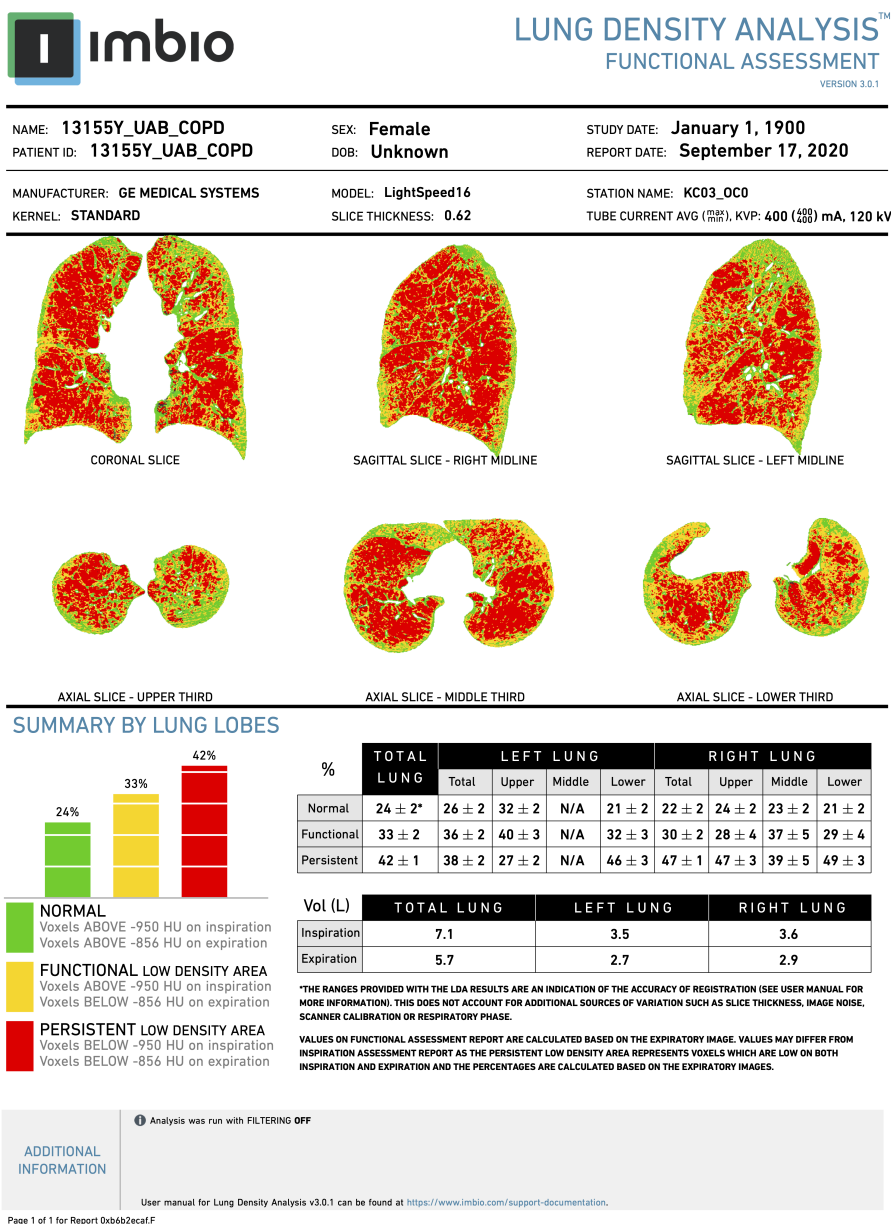 imbio
LUNG DENSITY ANALYSIS™
FUNCTIONAL ASSESSMENT
VERSION 3.0.1
NAME: 13155Y_UAB_COPD SEX: Female STUDY DATE: January 1, 1900
PATIENT ID: 13155Y_UAB_COPD DOB: Unknown REPORT DATE: September 17, 2020
MANUFACTURER: GE MEDICAL SYSTEMS MODEL: LightSpeed16 STATION NAME: KC03_OC0
KERNEL: STANDARD SLICE THICKNESS: 0.62 TUBE CURRENT AVG (max min), KVP: 400 (400 400) mA, 120 kV
CORONAL SLICE SAGITTAL SLICE - RIGHT MIDLINE SAGITTAL SLICE - LEFT MIDLINE
AXIAL SLICE - UPPER THIRD AXIAL SLICE - MIDDLE THIRD AXIAL SLICE - LOWER THIRD
SUMMARY BY LUNG LOBES
24% 33% 42%
NORMAL
Voxels ABOVE -950 HU on inspiration
Voxels ABOVE -856 HU on expiration
FUNCTIONAL LOW DENSITY AREA
Voxels ABOVE -950 HU on inspiration
Voxels BELOW -856 HU on expiration
PERSISTENT LOW DENSITY AREA
Voxels BELOW -950 HU on inspiration
Voxels BELOW -856 HU on expiration
% TOTAL LUNG LEFT LUNG RIGHT LUNG
Total Upper Middle Lower Total Upper Middle Lower
Normal 24 ± 2* 26 ± 2 32 ± 2 N/A 21 ± 2 22 ± 2 24 ± 2 23 ± 2 21 ± 2
Functional 33 ± 2 36 ± 2 40 ± 3 N/A 32 ± 3 30 ± 2 28 ± 4 37 ± 5 29 ± 4
Persistent 42 ± 1 38 ± 2 27 ± 2 N/A 46 ± 3 47 ± 1 47 ± 3 39 ± 5 49 ± 3
Vol (L) TOTAL LUNG LEFT LUNG RIGHT LUNG
Inspiration 7.1 3.5 3.6
Expiration 5.7 2.7 2.9
*THE RANGES PROVIDED WITH THE LDA RESULTS ARE AN INDICATION OF THE ACCURACY OF REGISTRATION (SEE USER MANUAL FOR
MORE INFORMATION). THIS DOES NOT ACCOUNT FOR ADDITIONAL SOURCES OF VARIATION SUCH AS SLICE THICKNESS, IMAGE NOISE,
SCANNER CALIBRATION OR RESPIRATORY PHASE.
VALUES ON FUNCTIONAL ASSESSMENT REPORT ARE CALCULATED BASED ON THE EXPIRATORY IMAGE. VALUES MAY DIFFER FROM
INSPIRATION ASSESSMENT REPORT AS THE PERSISTENT LOW DENSITY AREA REPRESENTS VOXELS WHICH ARE LOW ON BOTH
INSPIRATION AND EXPIRATION AND THE PERCENTAGES ARE CALCULATED BASED ON THE EXPIRATORY IMAGES.
ADDITIONAL
INFORMATION
i Analysis was run with FILTERING OFF
User manual for Lung Density Analysis v3.0.1 can be found at https://www.imbio.com/support-documentation.
Page 1 of 1 for Report 0xb6b2ecaf.F